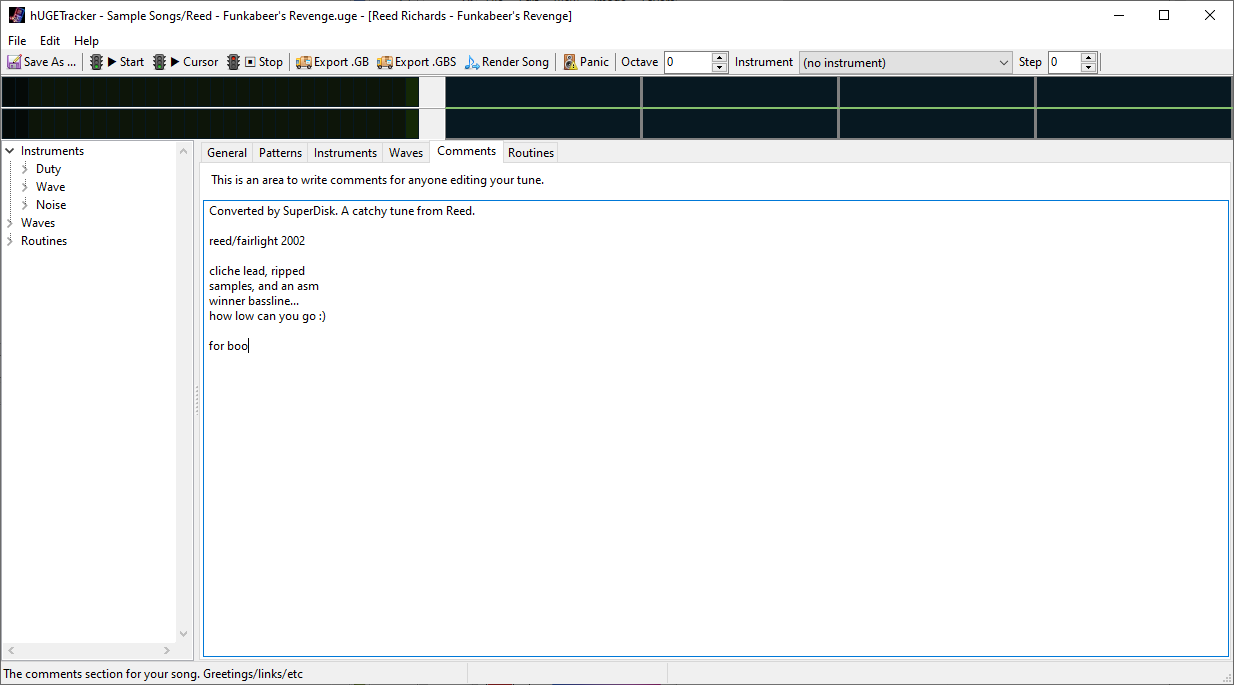 hUGETracker - Sample Songs/Reed - Funkabeer's Revenge.uge - [Reed Richards - Funkabeer's Revenge]
File Edit Help
Save As ... Start Cursor Stop Export .GB Export .GBS Render Song Panic Octave 0 Instrument (no instrument) Step 0
Instruments
Duty
Wave
Noise
Waves
Routines
General Patterns Instruments Waves Comments Routines
This is an area to write comments for anyone editing your tune.
Converted by SuperDisk. A catchy tune from Reed.
reed/fairlight 2002
cliche lead, ripped
samples, and an asm
winner bassline...
how low can you go :)
for boo
The comments section for your song. Greetings/links/etc